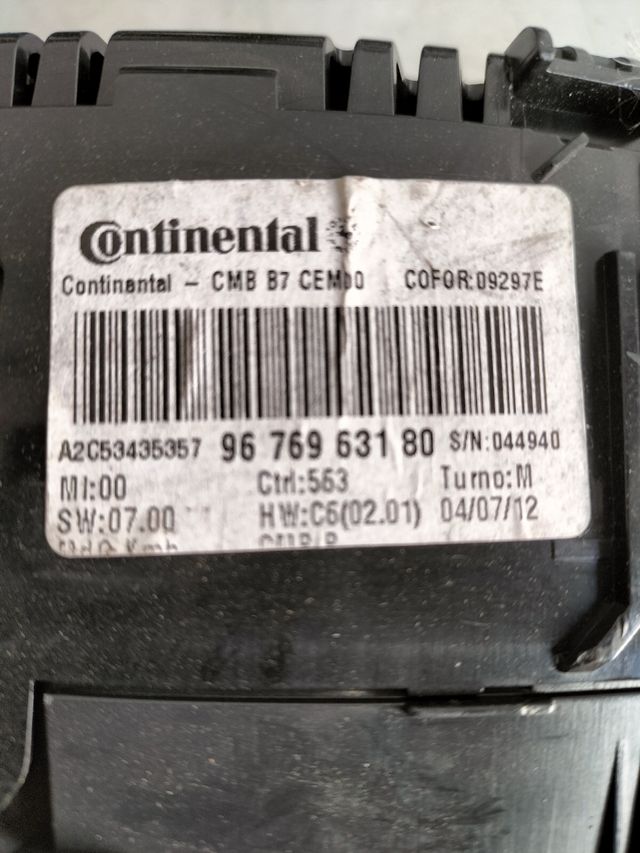 Continental
Continental - CMB B7 COFOR:09297E
A2C53435357 96 769 631 80 S/N:044940
MI:00 Ctrl:563 Turno:M
SW:07.00 HW:C6(02.01) 04/07/12